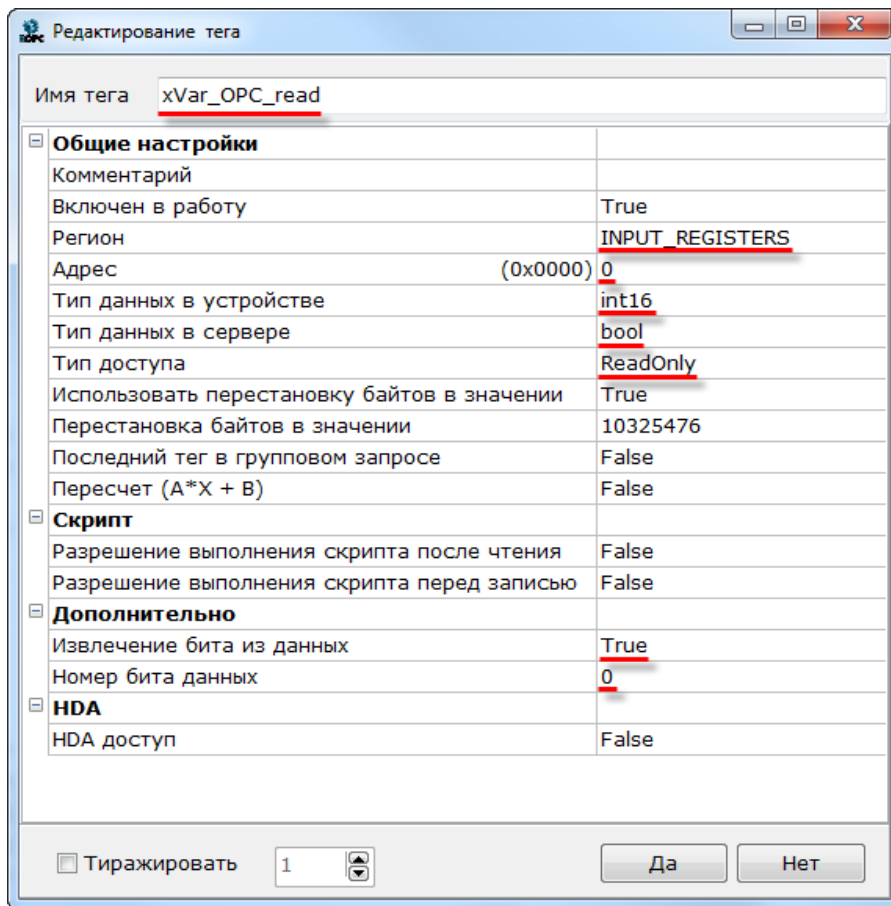 Редактирование тега
Имя тега xVar_OPC_read
Общие настройки
Комментарий
Включен в работу True
Регион INPUT_REGISTERS
Адрес (0x0000) 0
Тип данных в устройстве int16
Тип данных в сервере bool
Тип доступа ReadOnly
Использовать перестановку байтов в значении True
Перестановка байтов в значении 10325476
Последний тег в групповом запросе False
Пересчет (A*X + B) False
Скрипт
Разрешение выполнения скрипта после чтения False
Разрешение выполнения скрипта перед записью False
Дополнительно
Извлечение бита из данных True
Номер бита данных 0
HDA
HDA доступ False
Тиражировать 1 Да Нет